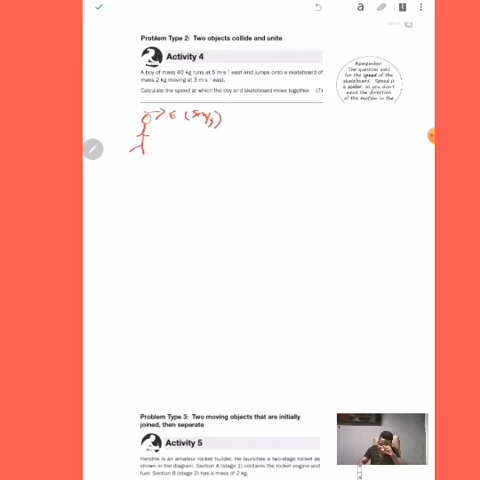 Problem Type 2: Two objects collide and unite
2 Activity 4
A boy of mass 40 kg runs at 5 m·s⁻¹ east and jumps onto a skateboard of
mass 2 kg moving at 3 m·s⁻¹ east.
Calculate the speed at which the boy and skateboard move together. (7)
Remember:
The question asks
for the speed of the
skateboard. Speed is
a scalar, so you don't
need the direction
of the motion in the
E (5m/s)
Problem Type 3: Two moving objects that are initially
joined, then separate
2 Activity 5
Hendrik is an amateur rocket builder. He launches a two-stage rocket as
shown in the diagram. Section A (stage 1) contains the rocket engine and
fuel. Section B (stage 2) has a mass of 2 kg.